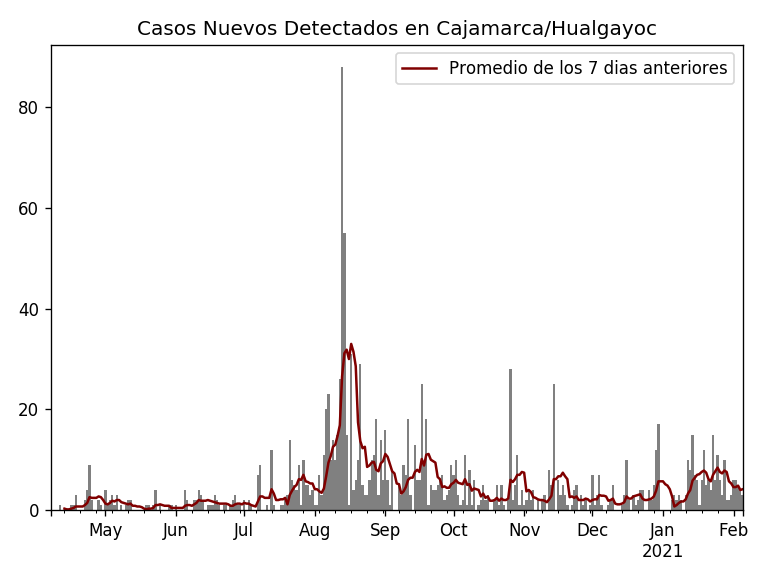 Casos Nuevos Detectados en Cajamarca/Hualgayoc
Promedio de los 7 dias anteriores
80
60
40
20
0
May Jun Jul Aug Sep Oct Nov Dec Jan Feb
2021